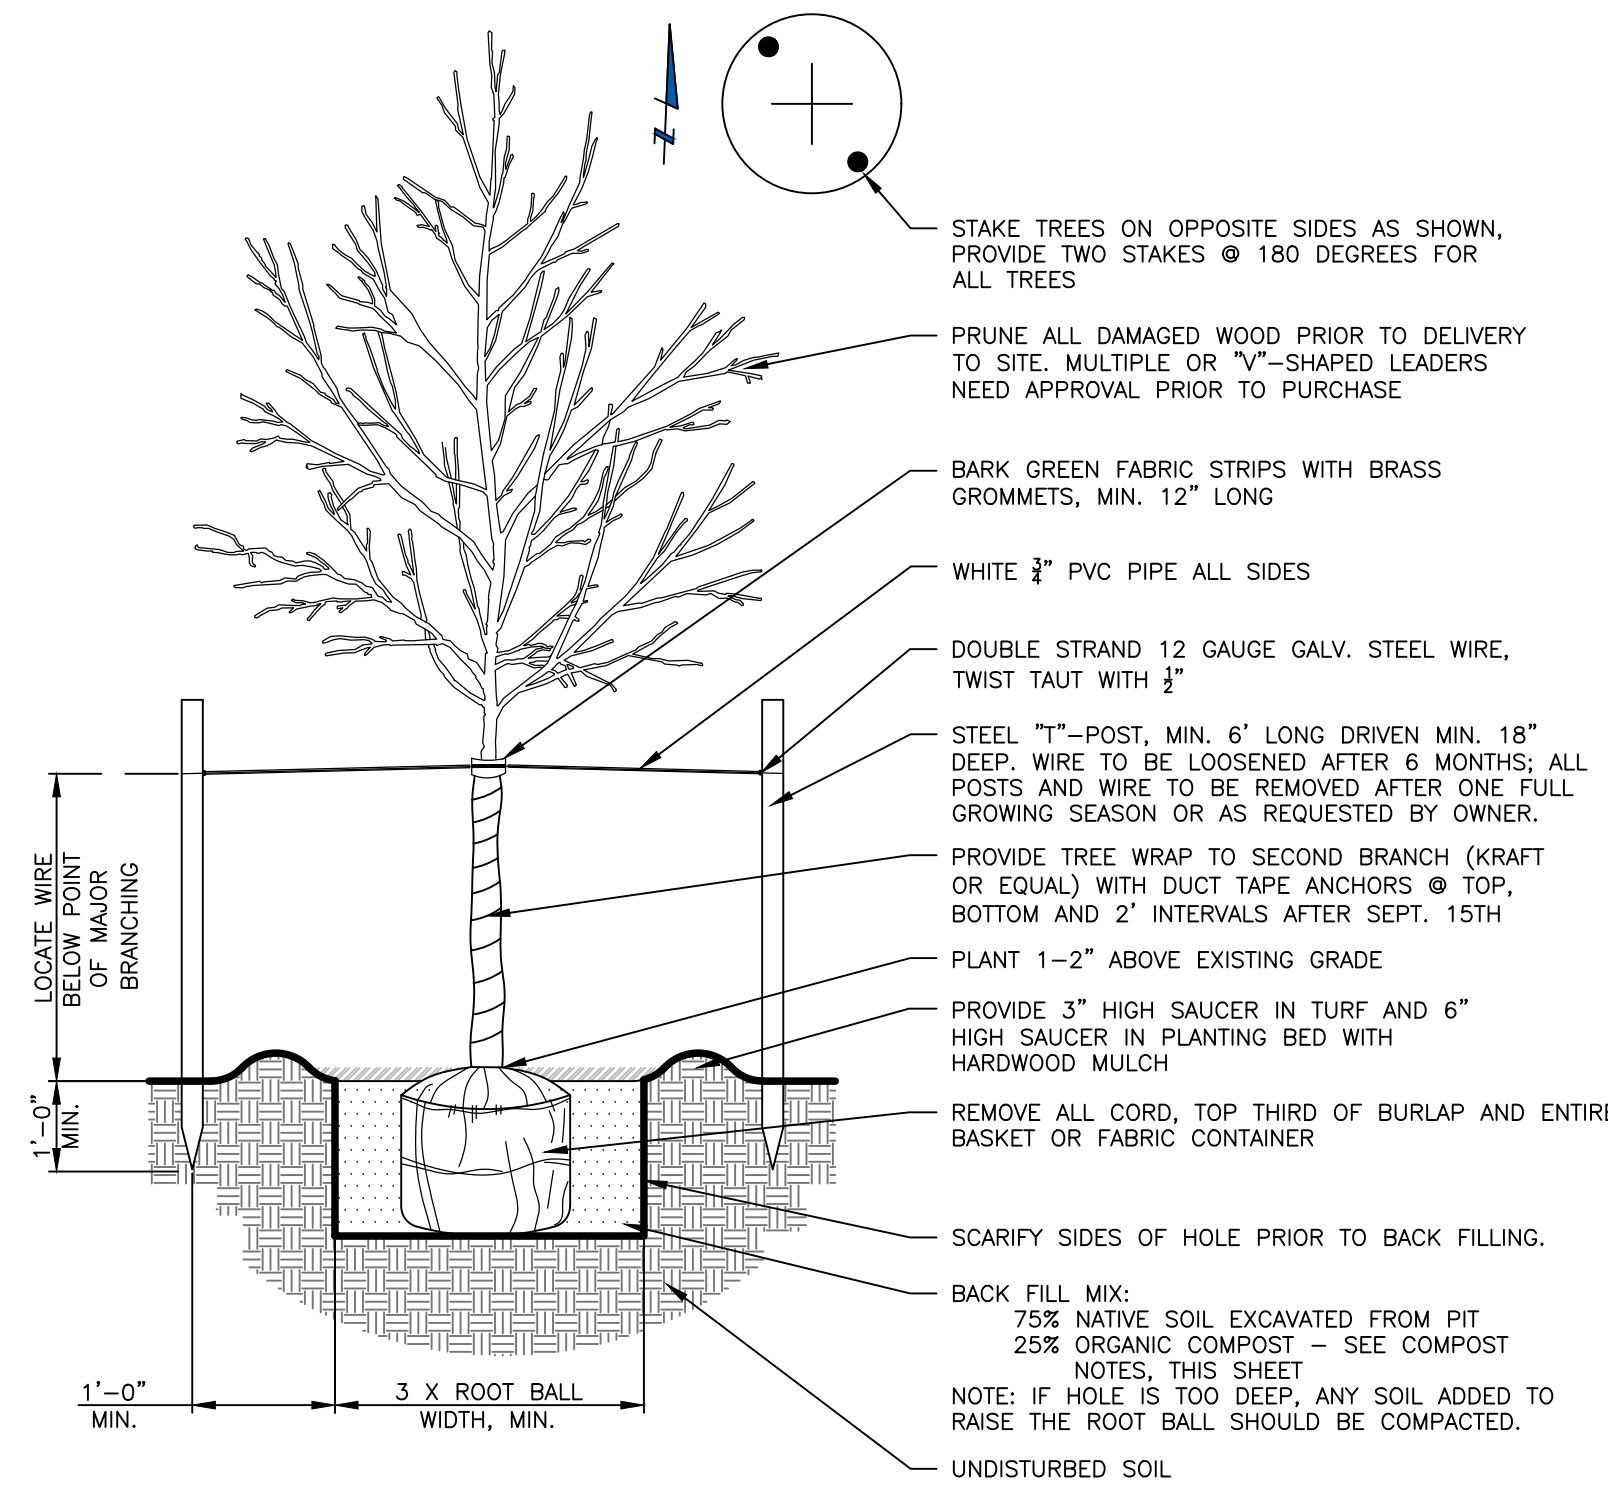 N
STAKE TREES ON OPPOSITE SIDES AS SHOWN,
PROVIDE TWO STAKES @ 180 DEGREES FOR
ALL TREES
PRUNE ALL DAMAGED WOOD PRIOR TO DELIVERY
TO SITE. MULTIPLE OR "V"-SHAPED LEADERS
NEED APPROVAL PRIOR TO PURCHASE
BARK GREEN FABRIC STRIPS WITH BRASS
GROMMETS, MIN. 12" LONG
WHITE 3/4" PVC PIPE ALL SIDES
DOUBLE STRAND 12 GAUGE GALV. STEEL WIRE,
TWIST TAUT WITH 1/2"
STEEL "T"-POST, MIN. 6' LONG DRIVEN MIN. 18"
DEEP. WIRE TO BE LOOSENED AFTER 6 MONTHS; ALL
POSTS AND WIRE TO BE REMOVED AFTER ONE FULL
GROWING SEASON OR AS REQUESTED BY OWNER.
PROVIDE TREE WRAP TO SECOND BRANCH (KRAFT
OR EQUAL) WITH DUCT TAPE ANCHORS @ TOP,
BOTTOM AND 2' INTERVALS AFTER SEPT. 15TH
PLANT 1-2" ABOVE EXISTING GRADE
PROVIDE 3" HIGH SAUCER IN TURF AND 6"
HIGH SAUCER IN PLANTING BED WITH
HARDWOOD MULCH
REMOVE ALL CORD, TOP THIRD OF BURLAP AND ENTIRE
BASKET OR FABRIC CONTAINER
SCARIFY SIDES OF HOLE PRIOR TO BACK FILLING.
BACK FILL MIX:
75% NATIVE SOIL EXCAVATED FROM PIT
25% ORGANIC COMPOST - SEE COMPOST
NOTES, THIS SHEET
NOTE: IF HOLE IS TOO DEEP, ANY SOIL ADDED TO
RAISE THE ROOT BALL SHOULD BE COMPACTED.
UNDISTURBED SOIL
LOCATE WIRE
BELOW POINT
OF MAJOR
BRANCHING
1'-0"
MIN.
1'-0"
MIN.
3 X ROOT BALL
WIDTH, MIN.